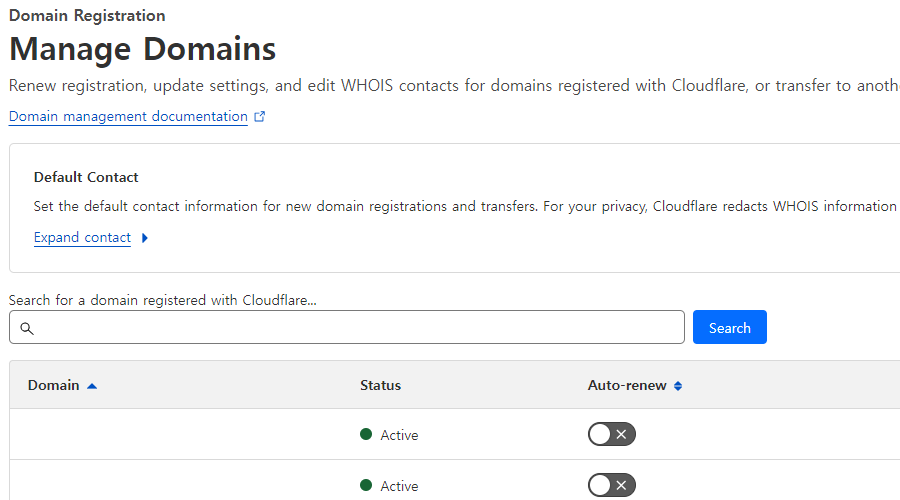 Domain Registration
Manage Domains
Renew registration, update settings, and edit WHOIS contacts for domains registered with Cloudflare, or transfer to anoth
Domain management documentation
Default Contact
Set the default contact information for new domain registrations and transfers. For your privacy, Cloudflare redacts WHOIS information
Expand contact
Search for a domain registered with Cloudflare...
Search
Domain Status Auto-renew
Active
Active